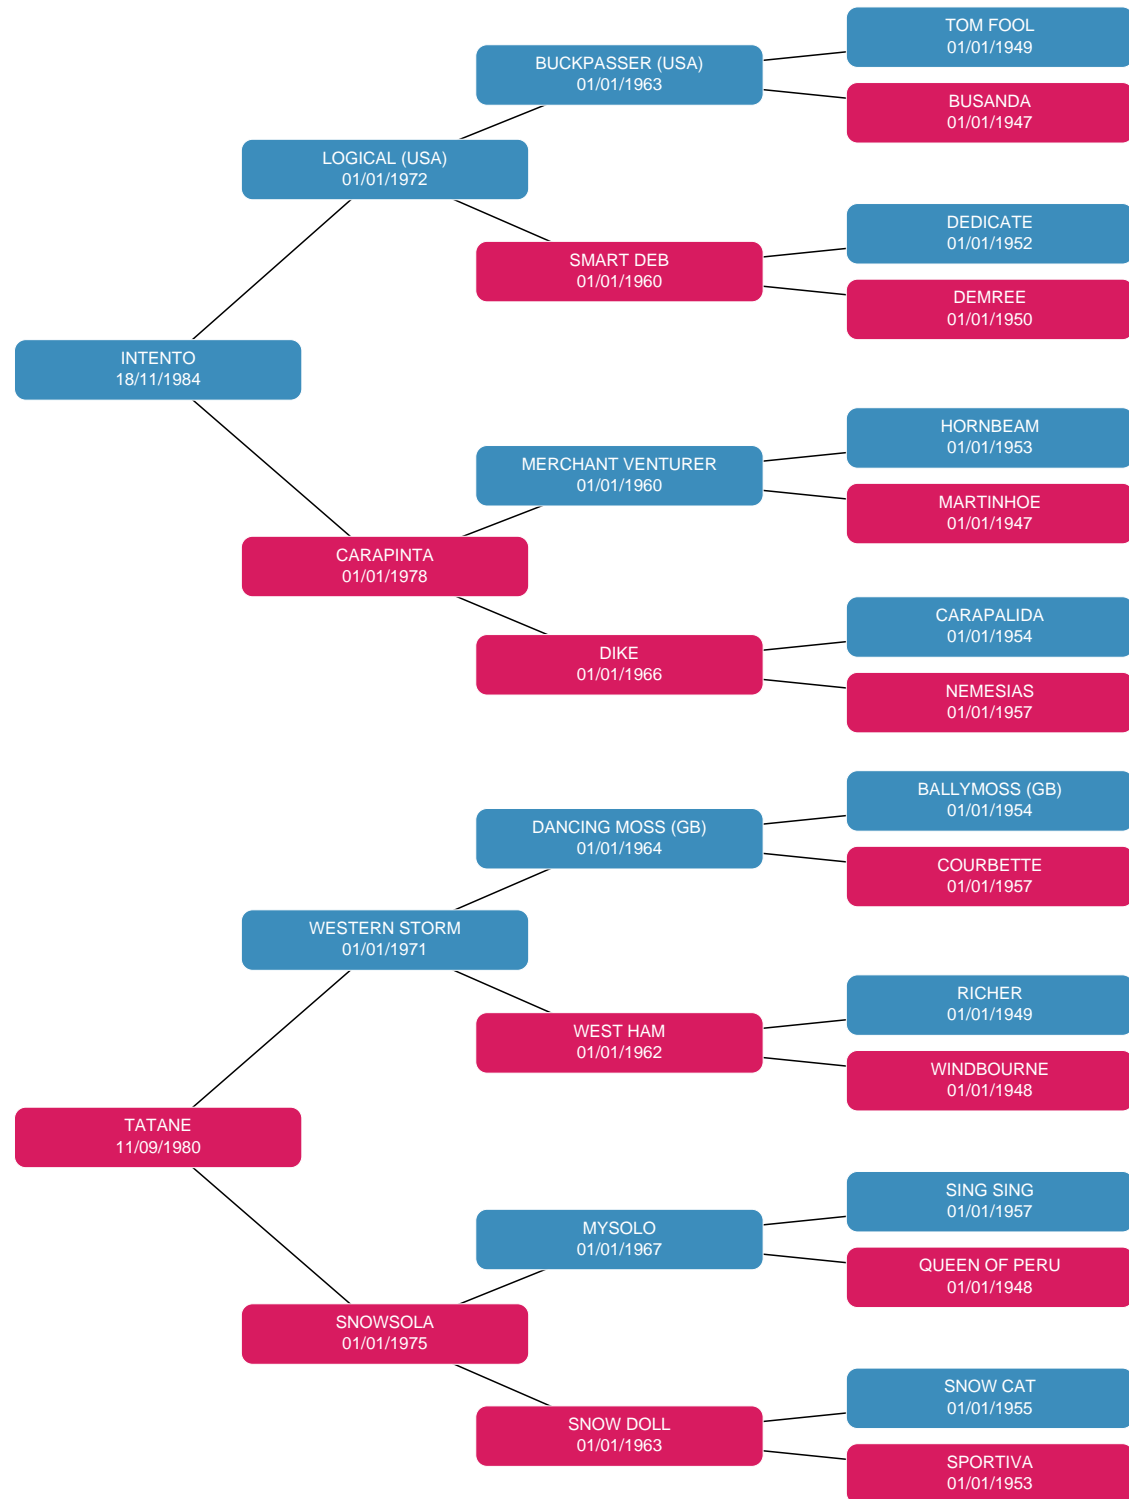 TOM FOOL
01/01/1949
BUCKPASSER (USA)
01/01/1963
BUSANDA
01/01/1947
LOGICAL (USA)
01/01/1972
DEDICATE
01/01/1952
SMART DEB
01/01/1960
DEMREE
01/01/1950
INTENTO
18/11/1984
HORNBEAM
01/01/1953
MERCHANT VENTURER
01/01/1960
MARTINHOE
01/01/1947
CARAPINTA
01/01/1978
CARAPALIDA
01/01/1954
DIKE
01/01/1966
NEMESIAS
01/01/1957
BALLYMOSS (GB)
01/01/1954
DANCING MOSS (GB)
01/01/1964
COURBETTE
01/01/1957
WESTERN STORM
01/01/1971
RICHER
01/01/1949
WEST HAM
01/01/1962
WINDBOURNE
01/01/1948
TATANE
11/09/1980
SING SING
01/01/1957
MYSOLO
01/01/1967
QUEEN OF PERU
01/01/1948
SNOWSOLA
01/01/1975
SNOW CAT
01/01/1955
SNOW DOLL
01/01/1963
SPORTIVA
01/01/1953